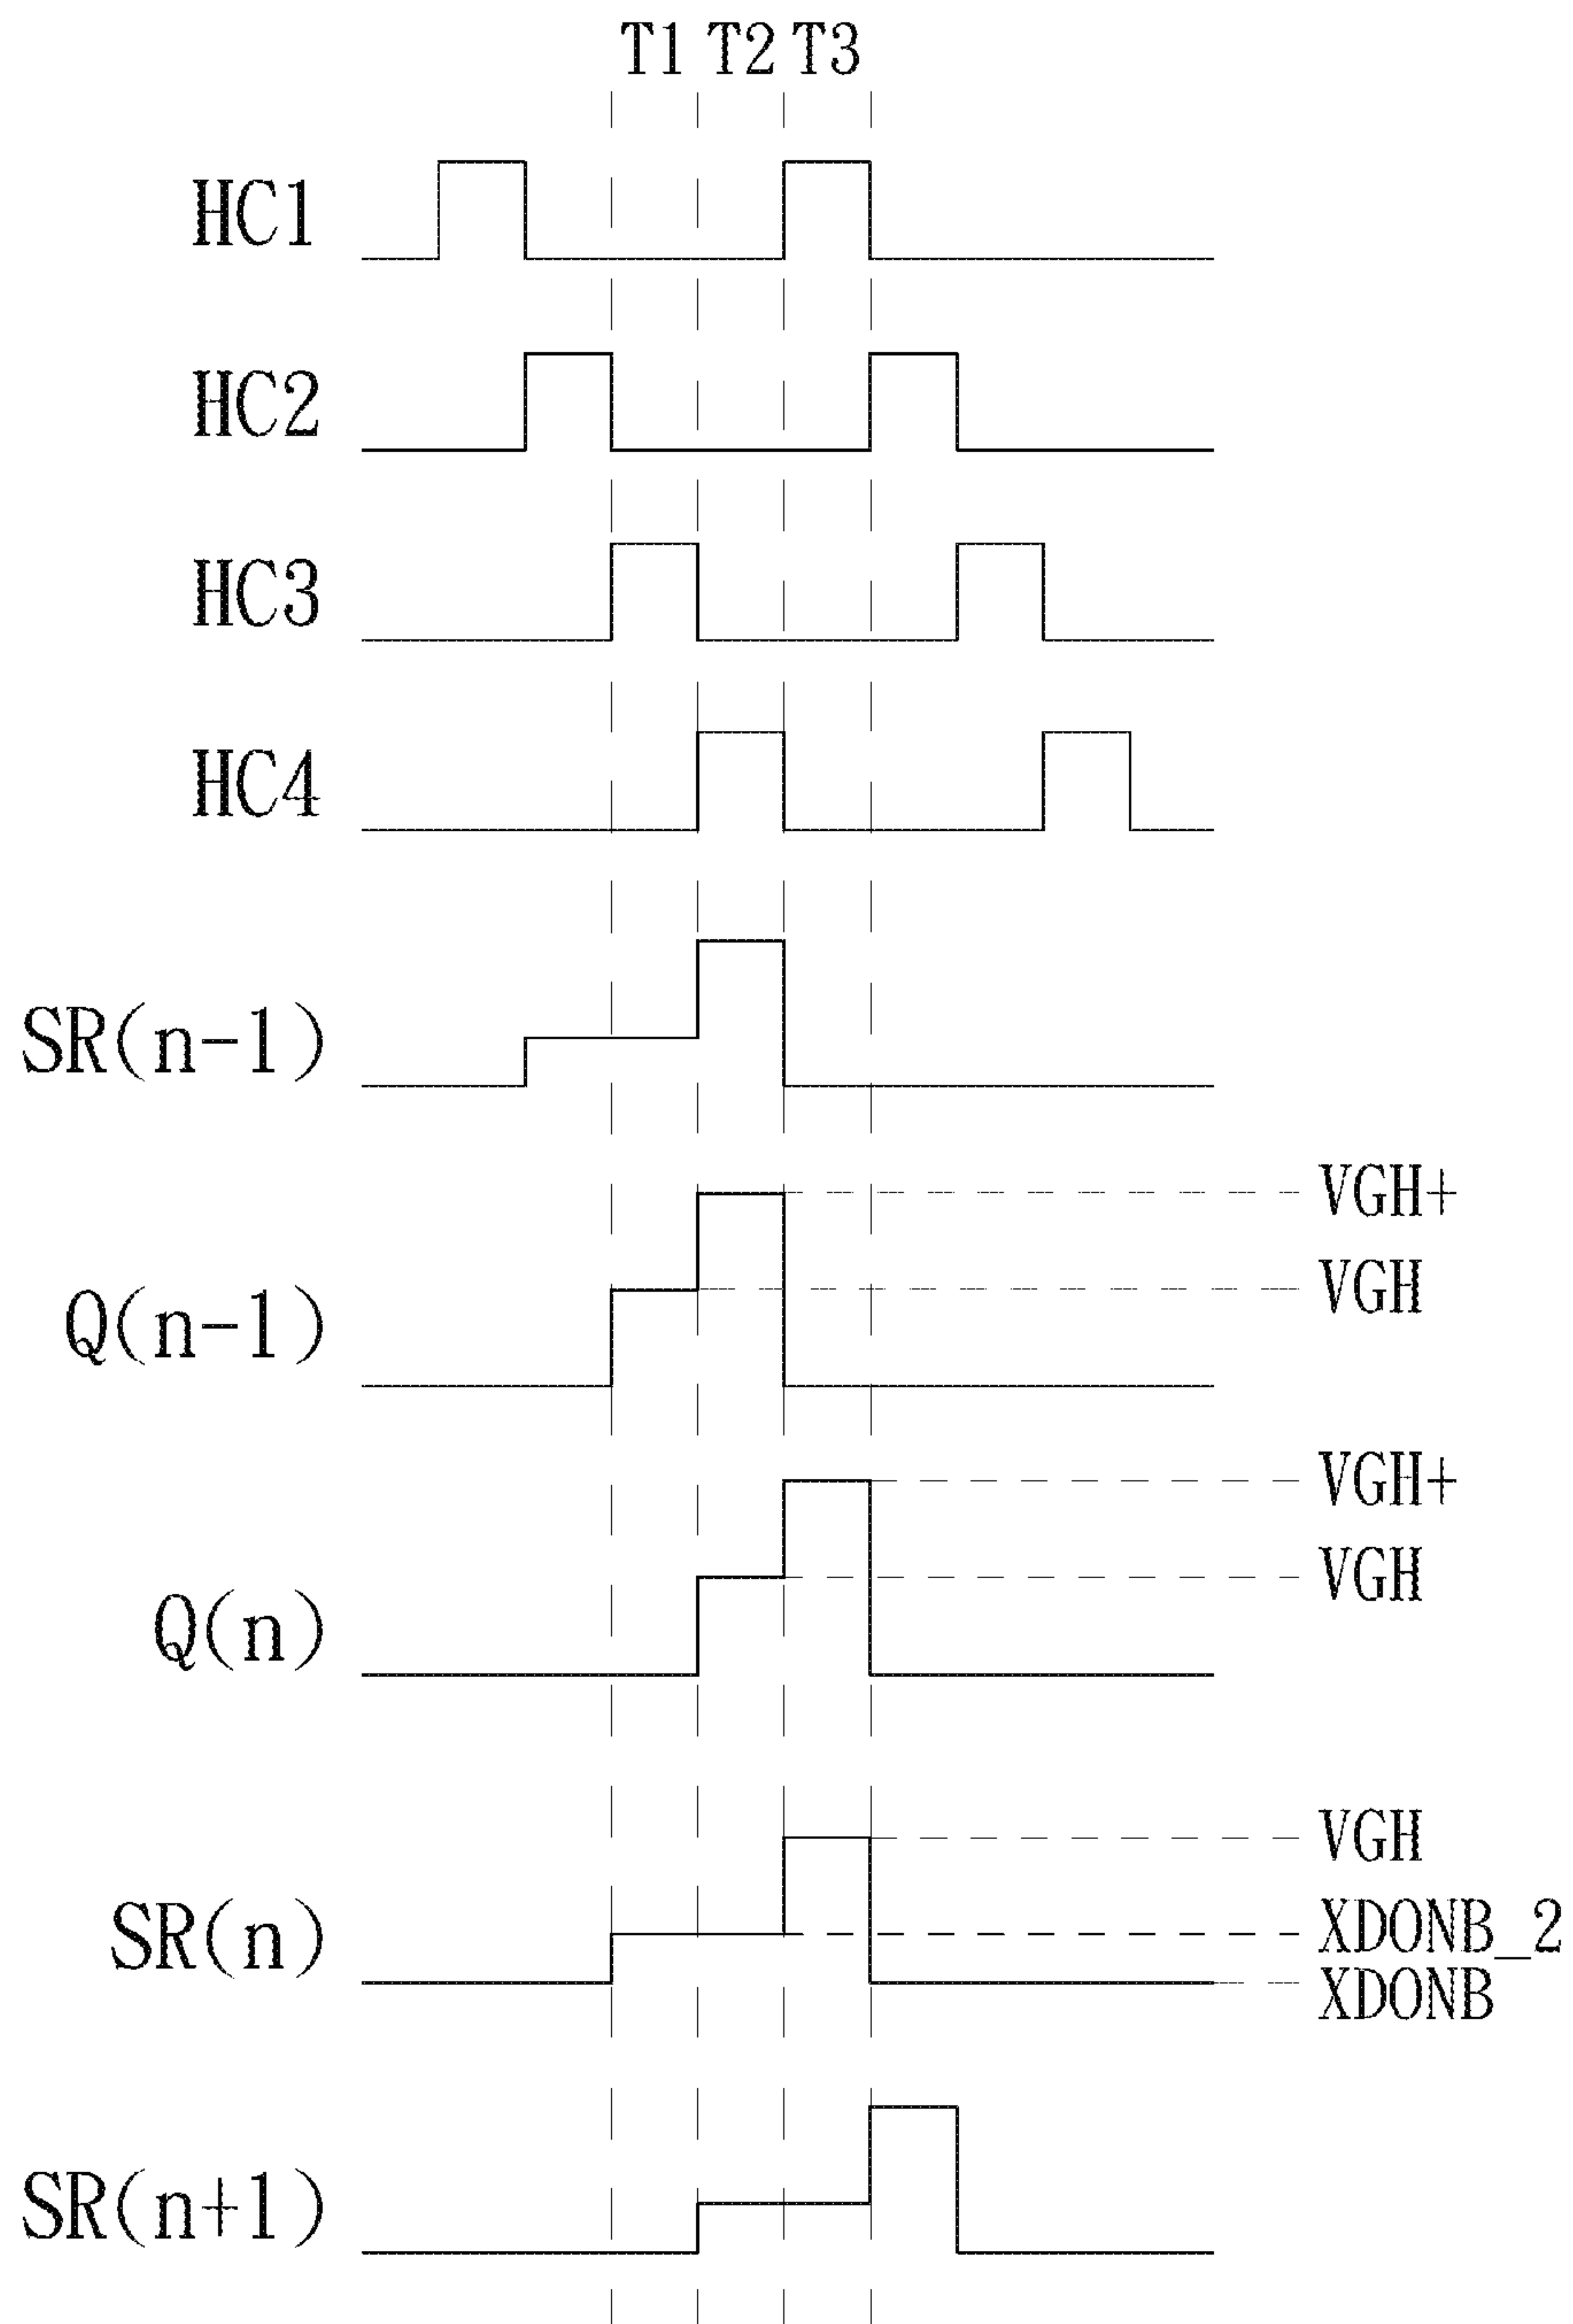 T1 T2 T3
HC1
HC2
HC3
HC4
SR(n-1)
VGH+
VGH
Q(n-1)
VGH+
VGH
Q(n)
VGH
SR(n)
XDONB_2
XDONB
SR(n+1)